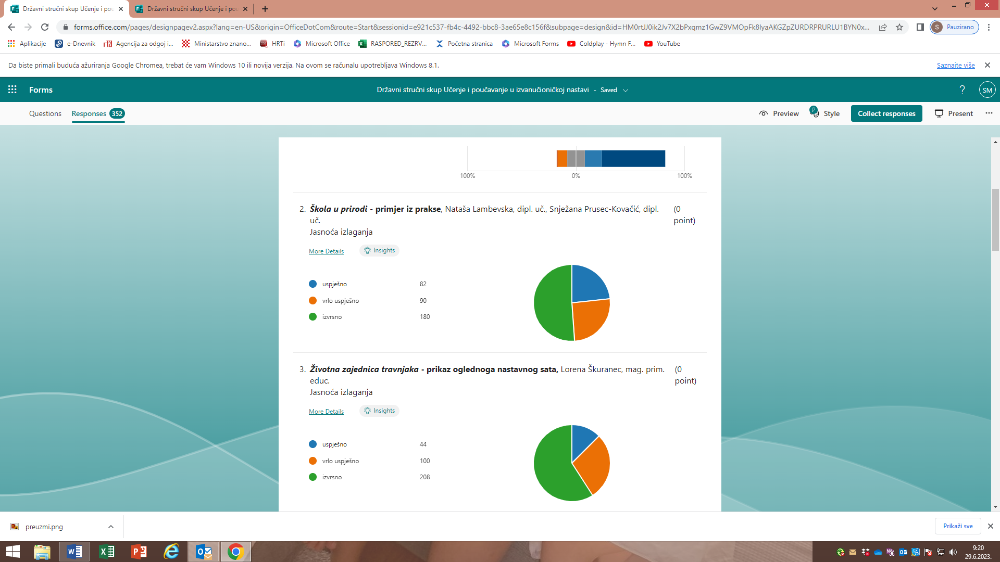 Državni stručni skup Učenje i pou
Državni stručni skup Učenje i pou
forms.office.com/pages/designpagev2.aspx?lang=en-US&origin=OfficeDotCom&route=Start&sessionid=e921c537-fb4c-4492-bbc8-3ae65e8c156f&subpage=design&id=HM0rtJJ0ik2Jv7X2bPxqmz1GwZ9VMOpFk8IyaAKGZpZURDRPRURLU1BYN0x...
S Pauzirano
Aplikacije
e-Dnevnik
Agencija za odgoj i...
Ministarstvo znano...
HRTi
Microsoft Office
RASPORED_REZRV...
Početna stranica
Microsoft Forms
Coldplay - Hymn F...
YouTube
Da biste primali buduća ažuriranja Google Chromea, trebat će vam Windows 10 ili novija verzija. Na ovom se računalu upotrebljava Windows 8.1.
Saznajte više
Forms
Državni stručni skup Učenje i poučavanje u izvanučioničkoj nastavi - Saved
?
SM
Questions
Responses 352
Preview
Style
Collect responses
Present
100%
0%
100%
2. Škola u prirodi - primjer iz prakse, Nataša Lambevska, dipl. uč., Snježana Prusec-Kovačić, dipl. (0
uč. point)
Jasnoća izlaganja
More Details
Insights
uspješno 82
vrlo uspješno 90
izvrsno 180
3. Životna zajednica travnjaka - prikaz oglednoga nastavnog sata, Lorena Škuranec, mag. prim. (0
educ. point)
Jasnoća izlaganja
More Details
Insights
uspješno 44
vrlo uspješno 100
izvrsno 208
preuzmi.png
Prikaži sve
9:20
29.6.2023.